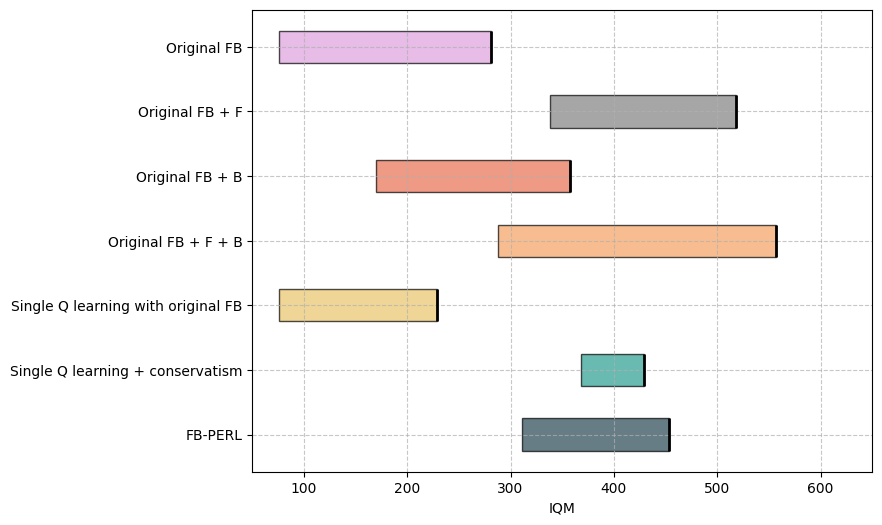 Original FB
Original FB + F
Original FB + B
Original FB + F + B
Single Q learning with original FB
Single Q learning + conservatism
FB-PERL
100 200 300 400 500 600
IQM